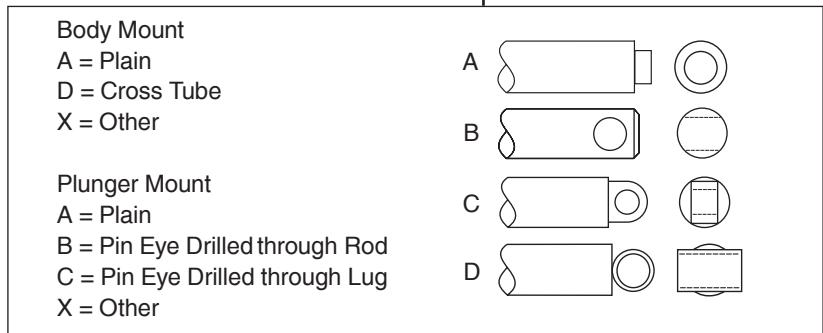 Body Mount
A = Plain
D = Cross Tube
X = Other
Plunger Mount
A = Plain
B = Pin Eye Drilled through Rod
C = Pin Eye Drilled through Lug
X = Other
A
B
C
D